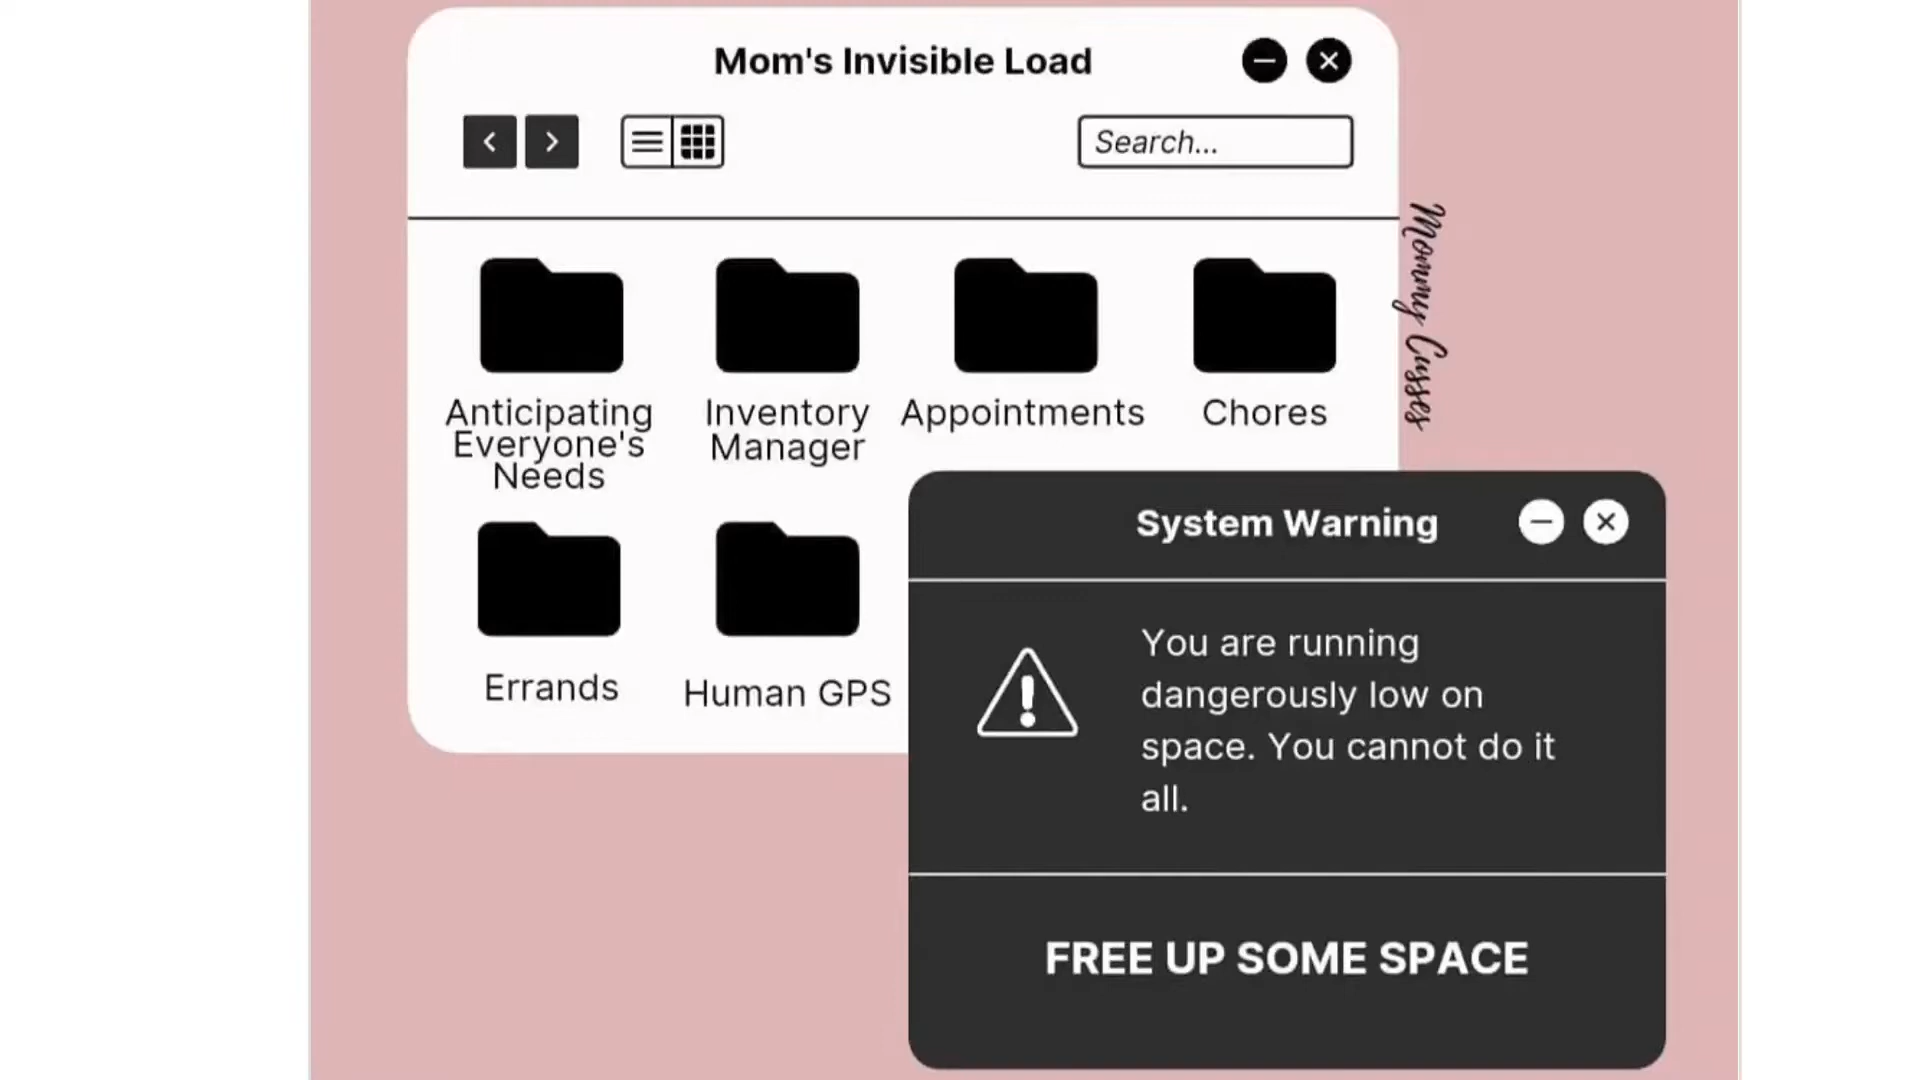 Mom's Invisible Load
Search...
Mommy Cusses
Anticipating
Everyone's
Needs
Inventory
Manager
Appointments
Chores
Errands
Human GPS
System Warning
You are running
dangerously low on
space. You cannot do it
all.
FREE UP SOME SPACE